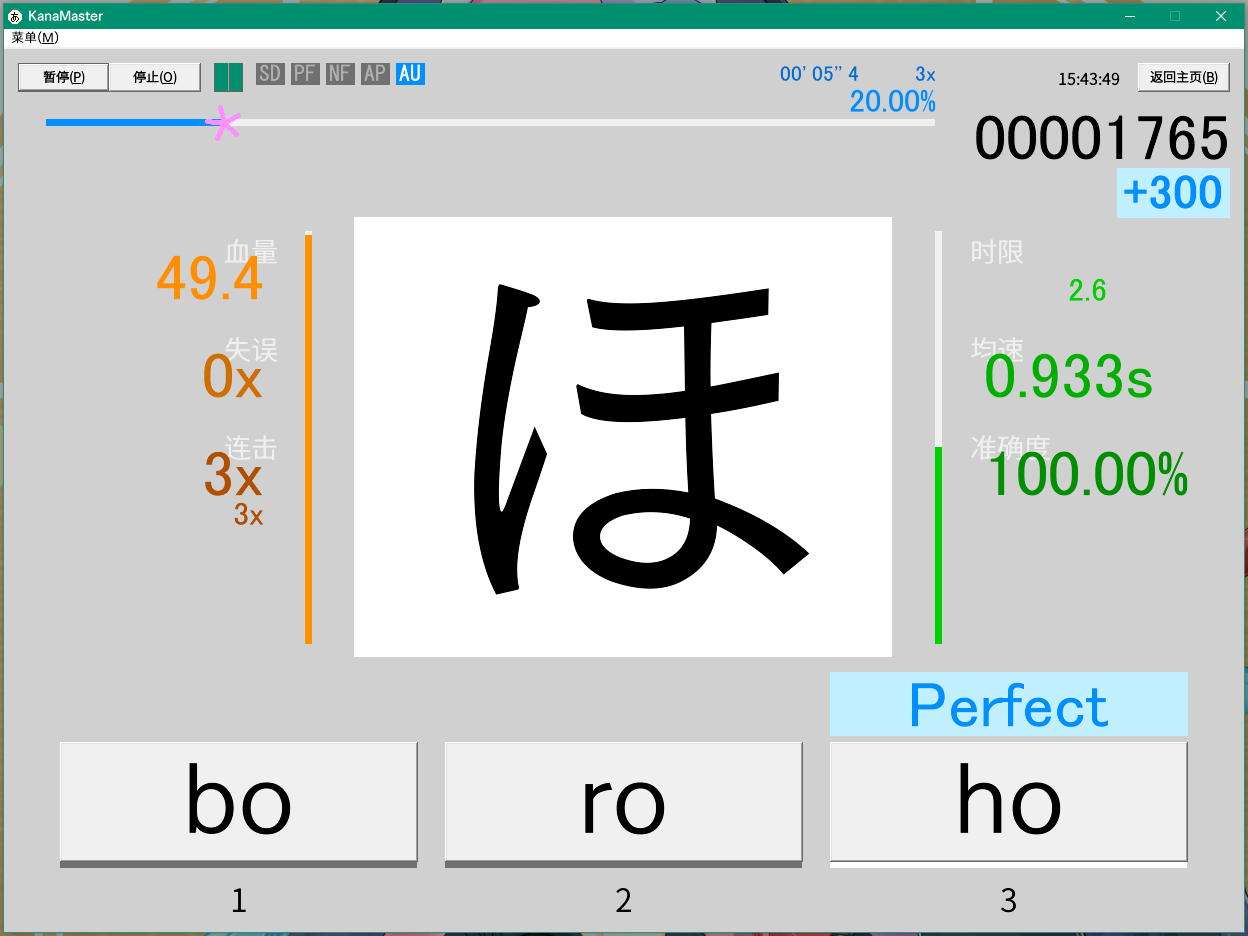 KanaMaster
菜单(M)
暂停(P) 停止(O) SD PF NF AP AU 00' 05'' 4 3x 15:43:49 返回主页(B)
20.00%
00001765
+300
血量
49.4
失误
0x
连击
3x
3x
ほ
时限
2.6
均速
0.933s
准确度
100.00%
Perfect
bo ro ho
1 2 3